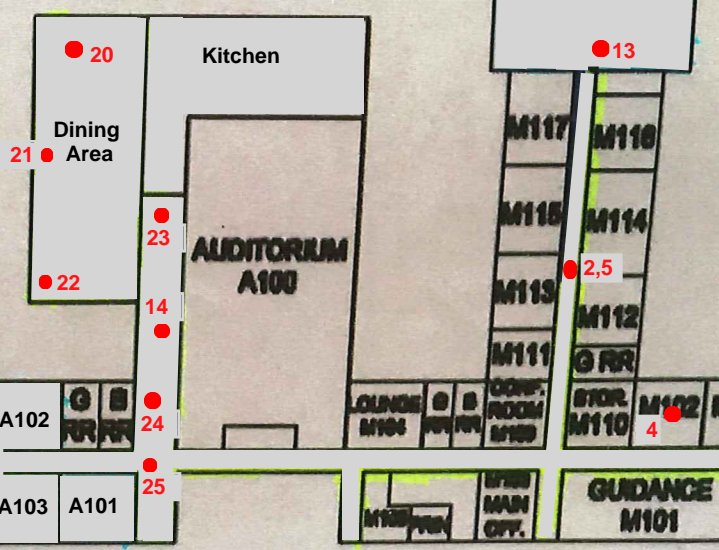 20
Kitchen
13
Dining
Area
21
M117
M116
M115
M114
23
AUDITORIUM
A100
22
14
2,5
M113
M112
M111
G RR
G
RR
B
RR
A102
24
LOUNGE
M104
G
RR
B
RR
CONF.
ROOM
STOR.
M110
M102
4
25
A103
A101
MAIN
OFF.
GUIDANCE
M101